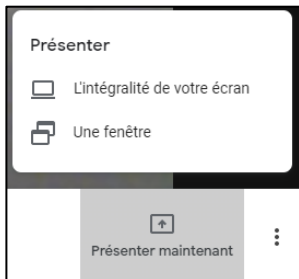 Présenter
L'intégralité de votre écran
Une fenêtre
Présenter maintenant